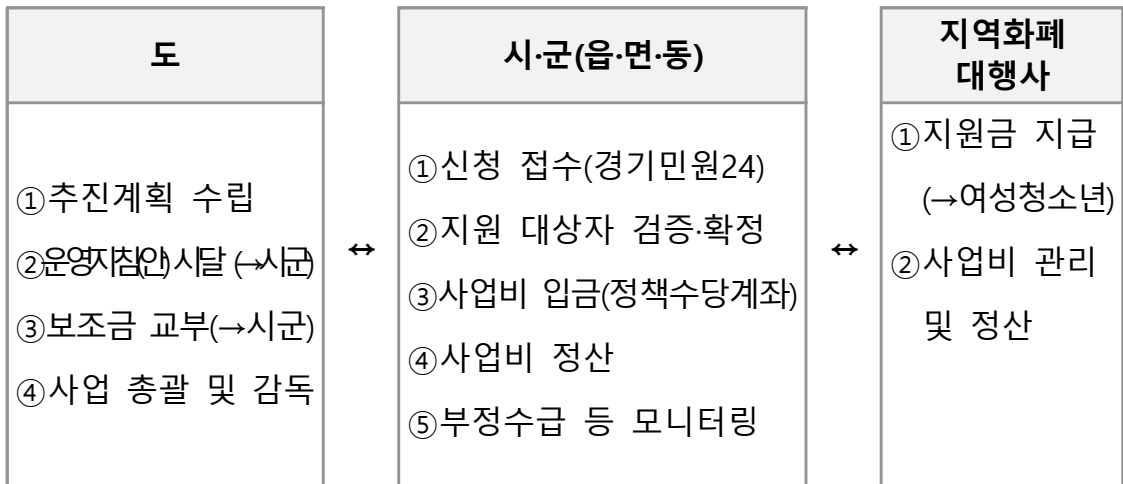 도
①추진계획 수립
②운영지침(안) 시달 (→시군)
③보조금 교부(→시군)
④사업 총괄 및 감독
↔
시·군(읍·면·동)
①신청 접수(경기민원24)
②지원 대상자 검증·확정
③사업비 입금(정책수당계좌)
④사업비 정산
⑤부정수급 등 모니터링
↔
지역화폐
대행사
①지원금 지급
(→여성청소년)
②사업비 관리
및 정산